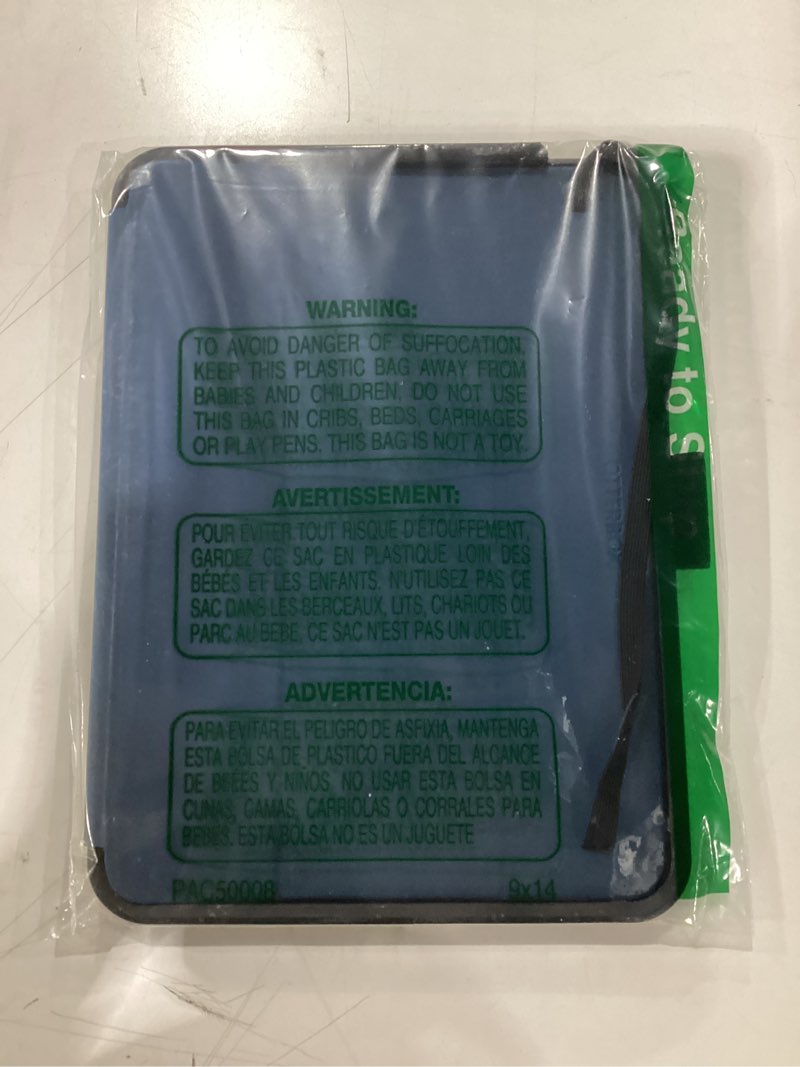 WARNING:
TO AVOID DANGER OF SUFFOCATION,
KEEP THIS PLASTIC BAG AWAY FROM
BABIES AND CHILDREN. DO NOT USE
THIS BAG IN CRIBS, BEDS, CARRIAGES
OR PLAY PENS. THIS BAG IS NOT A TOY.
AVERTISSEMENT:
POUR ÉVITER TOUT RISQUE D'ÉTOUFFEMENT,
GARDEZ CE SAC EN PLASTIQUE LOIN DES
BÉBÉS ET LES ENFANTS. N'UTILISEZ PAS CE
SAC DANS LES BERCEAUX, LITS, CHARIOTS OU
PARC AU BEBE, CE SAC N'EST PAS UN JOUET.
ADVERTENCIA:
PARA EVITAR EL PELIGRO DE ASFIXIA, MANTENGA
ESTA BOLSA DE PLASTICO FUERA DEL ALCANCE
DE BEBES Y NINOS, NO USAR ESTA BOLSA EN
CUNAS, CAMAS, CARRIOLAS O CORRALES PARA
BEBES. ESTA BOLSA NO ES UN JUGUETE
PAC50008 9x14
to